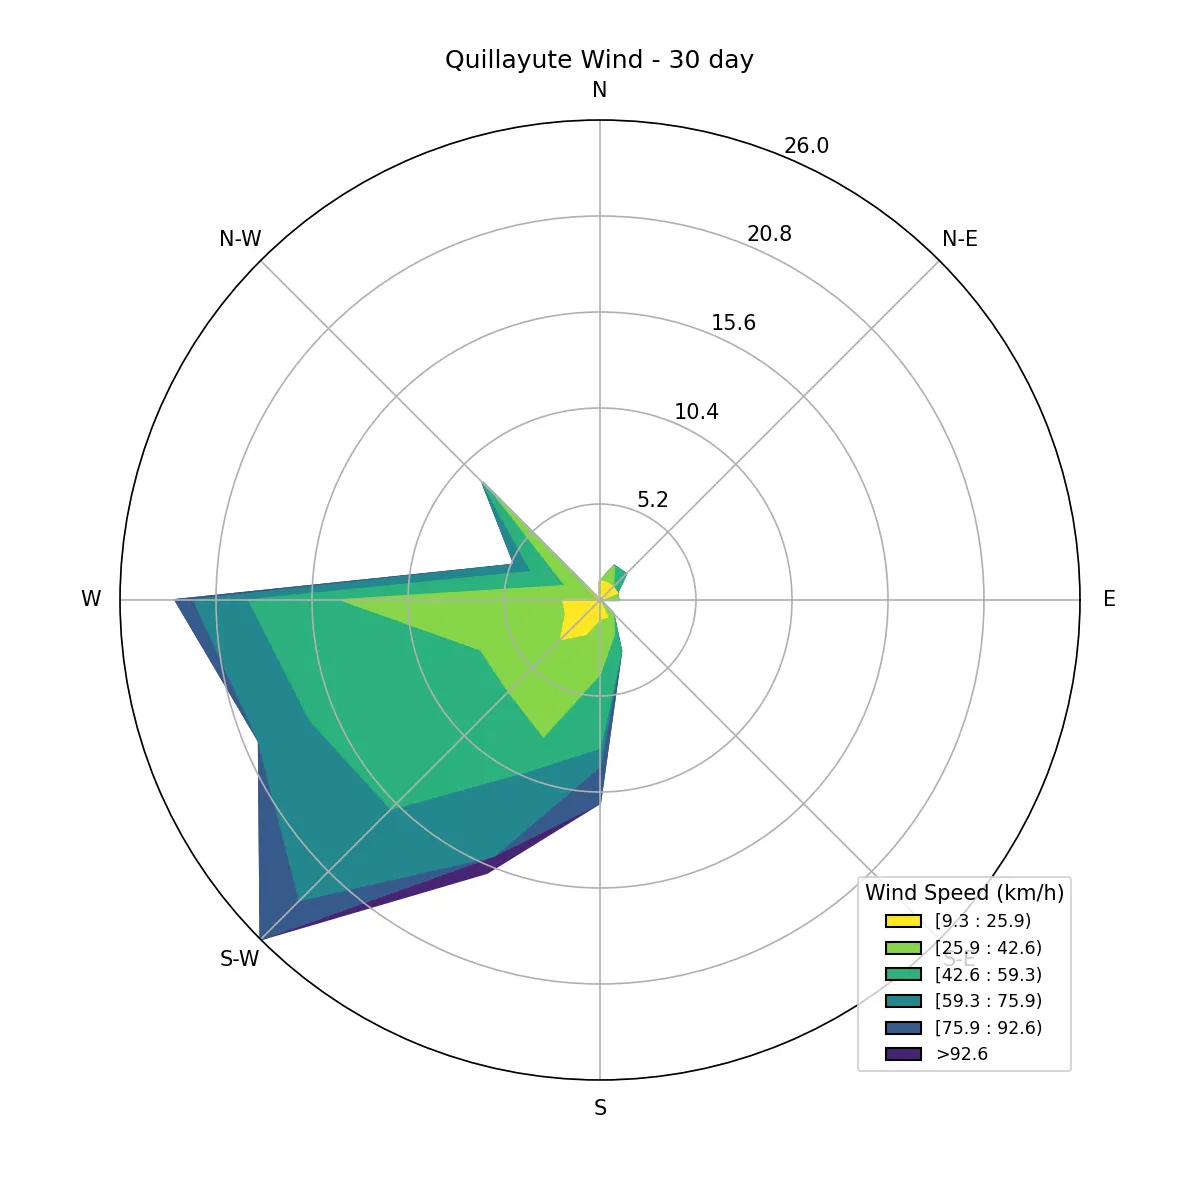 Quillayute Wind - 30 day
N
26.0
N-W
N-E
20.8
15.6
10.4
5.2
W
E
S-W
S-E
Wind Speed (km/h)
[9.3 : 25.9)
[25.9 : 42.6)
[42.6 : 59.3)
[59.3 : 75.9)
[75.9 : 92.6)
>92.6
S